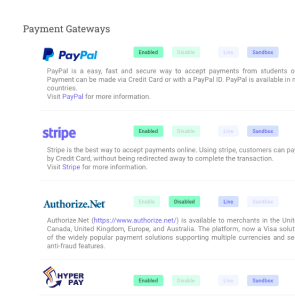 Payment Gateways
PayPal Enabled Disable Live Sandbox
PayPal is a easy, fast and secure way to accept payments from students o
Payment can be made via Credit Card or with a PayPal ID. PayPal is available in
countries.
Visit PayPal for more information.
stripe Enabled Disable Live Sandbox
Stripe is the best way to accept payments online. Using stripe, customers can pa
by Credit Card, without being redirected away to complete the transaction.
Visit Stripe for more information.
Authorize.Net Enable Disabled Live Sandbox
Authorize.Net (https://www.authorize.net/) is available to merchants in the Unit
Canada, United Kingdom, Europe, and Australia. The platform, now a Visa solut
of the widely popular payment solutions supporting multiple currencies and se
anti-fraud features.
HYPER
PAY Enabled Disable Live Sandbox